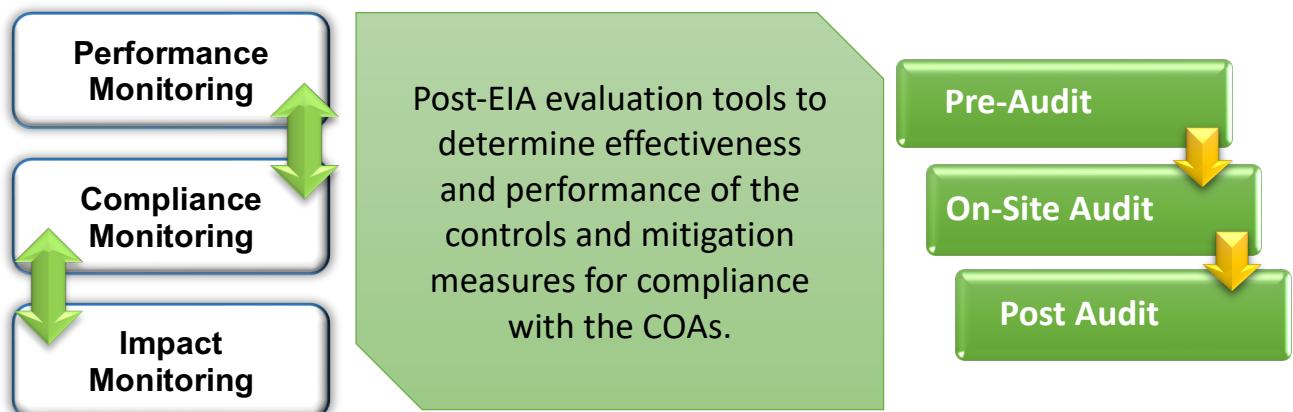 Performance
Monitoring
Compliance
Monitoring
Impact
Monitoring
Post-EIA evaluation tools to
determine effectiveness
and performance of the
controls and mitigation
measures for compliance
with the COAs.
Pre-Audit
On-Site Audit
Post Audit